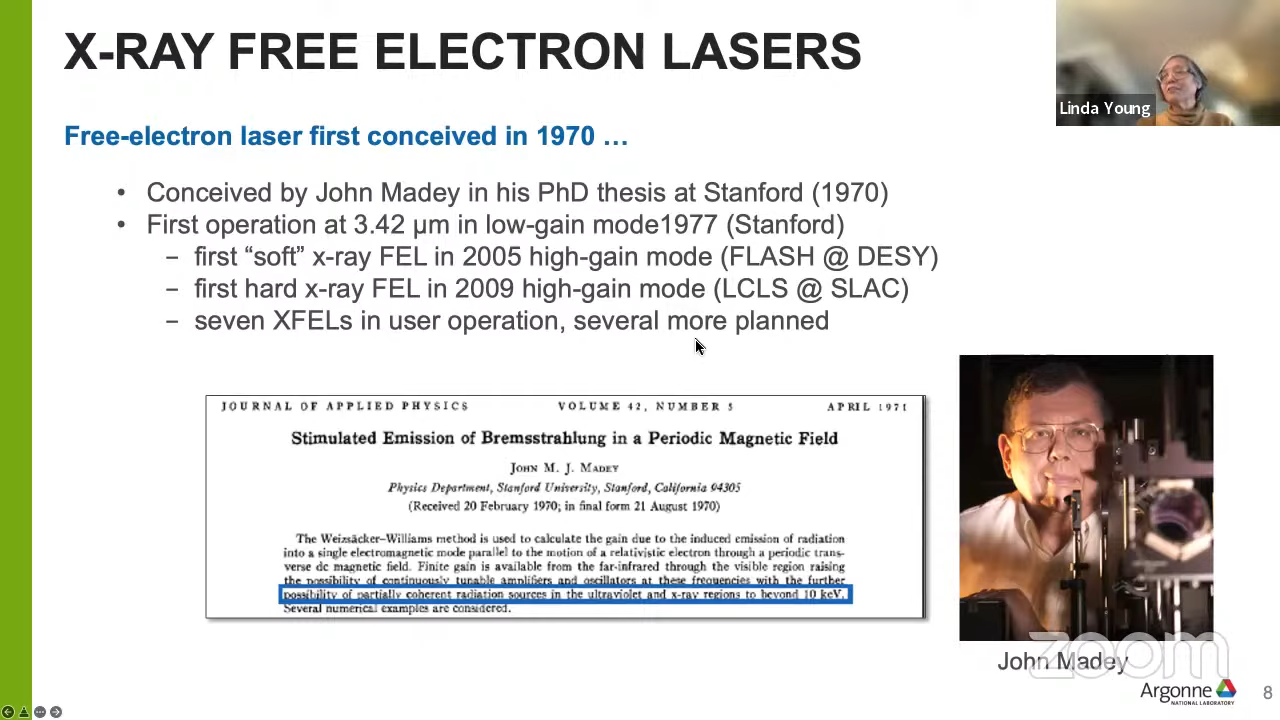 X-RAY FREE ELECTRON LASERS
Linda Young
Free-electron laser first conceived in 1970 …
• Conceived by John Madey in his PhD thesis at Stanford (1970)
• First operation at 3.42 µm in low-gain mode1977 (Stanford)
− first “soft” x-ray FEL in 2005 high-gain mode (FLASH @ DESY)
− first hard x-ray FEL in 2009 high-gain mode (LCLS @ SLAC)
− seven XFELs in user operation, several more planned
JOURNAL OF APPLIED PHYSICS VOLUME 42, NUMBER 5 APRIL 1971
Stimulated Emission of Bremsstrahlung in a Periodic Magnetic Field
JOHN M. J. MADEY
Physics Department, Stanford University, Stanford, California 94305
(Received 20 February 1970; in final form 21 August 1970)
The Weizsäcker–Williams method is used to calculate the gain due to the induced emission of radiation
into a single electromagnetic mode parallel to the motion of a relativistic electron through a periodic trans-
verse dc magnetic field. Finite gain is available from the far-infrared through the visible region raising
the possibility of continuously tunable amplifiers and oscillators at these frequencies with the further
possibility of partially coherent radiation sources in the ultraviolet and x-ray regions to beyond 10 keV.
Several numerical examples are considered.
zoom
John Madey
Argonne
NATIONAL LABORATORY
8